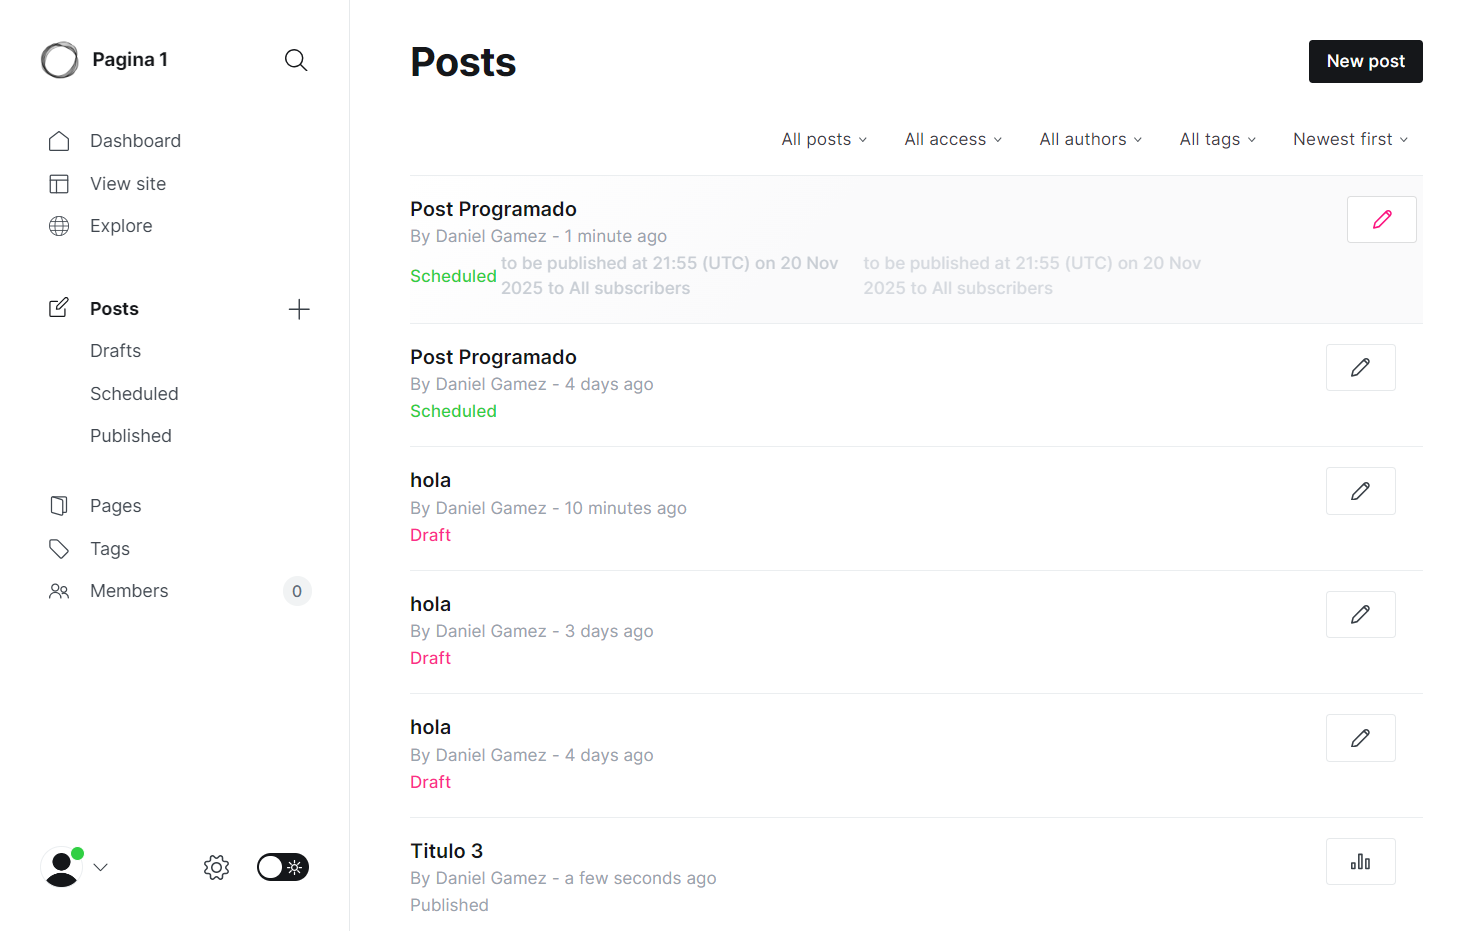 Pagina 1
Dashboard
View site
Explore
Posts
Drafts
Scheduled
Published
Pages
Tags
Members
0
Posts
New post
All posts
All access
All authors
All tags
Newest first
Post Programado
By Daniel Gamez - 1 minute ago
Scheduled
to be published at 21:55 (UTC) on 20 Nov
2025 to All subscribers
to be published at 21:55 (UTC) on 20 Nov
2025 to All subscribers
Post Programado
By Daniel Gamez - 4 days ago
Scheduled
hola
By Daniel Gamez - 10 minutes ago
Draft
hola
By Daniel Gamez - 3 days ago
Draft
hola
By Daniel Gamez - 4 days ago
Draft
Titulo 3
By Daniel Gamez - a few seconds ago
Published